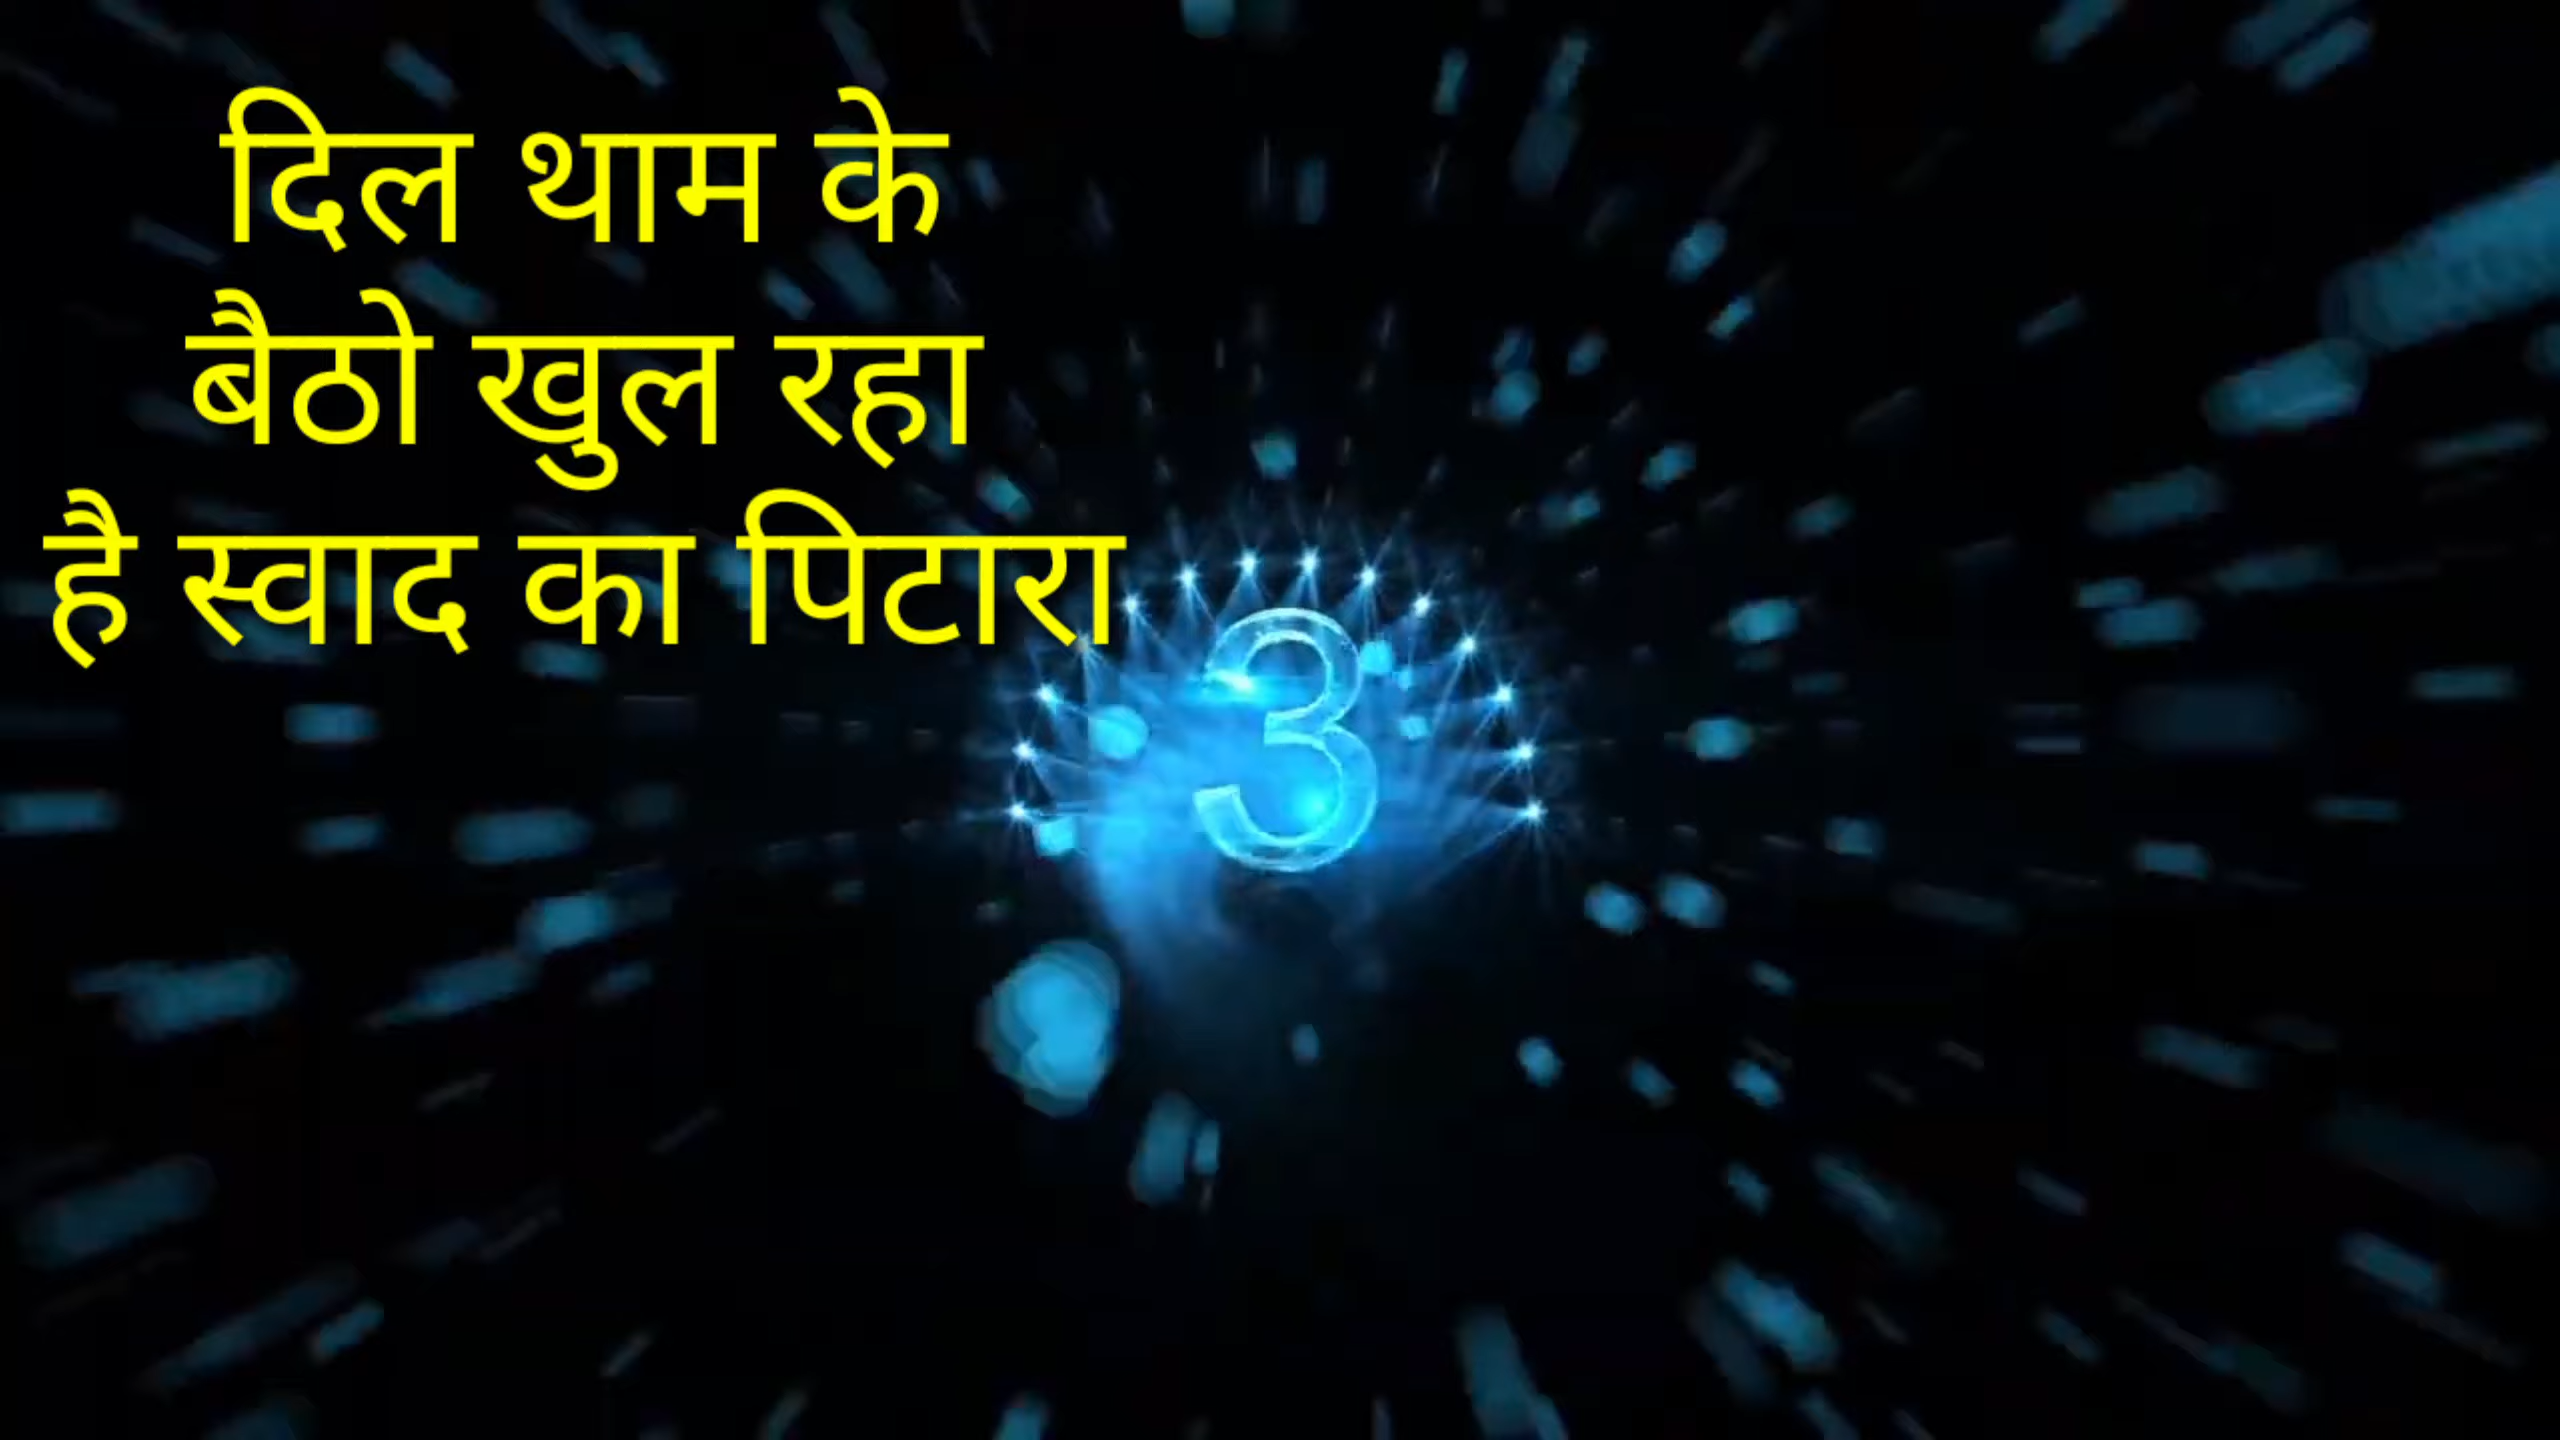 दिल थाम के
बैठो खुल रहा
है स्वाद का पिटारा
3